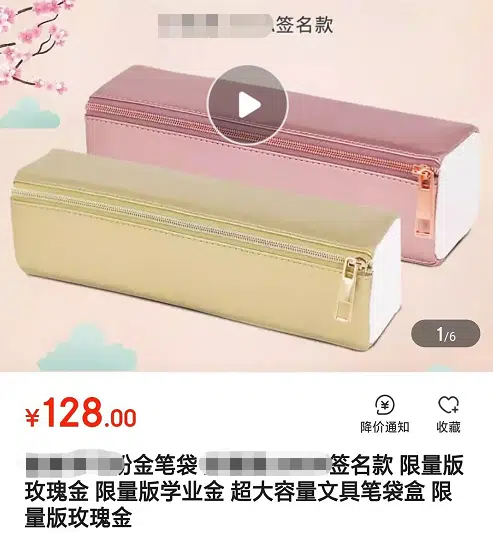 签名款
1/6
¥128.00
降价通知
收藏
粉金笔袋 签名款 限量版
玫瑰金 限量版学业金 超大容量文具笔袋盒 限
量版玫瑰金